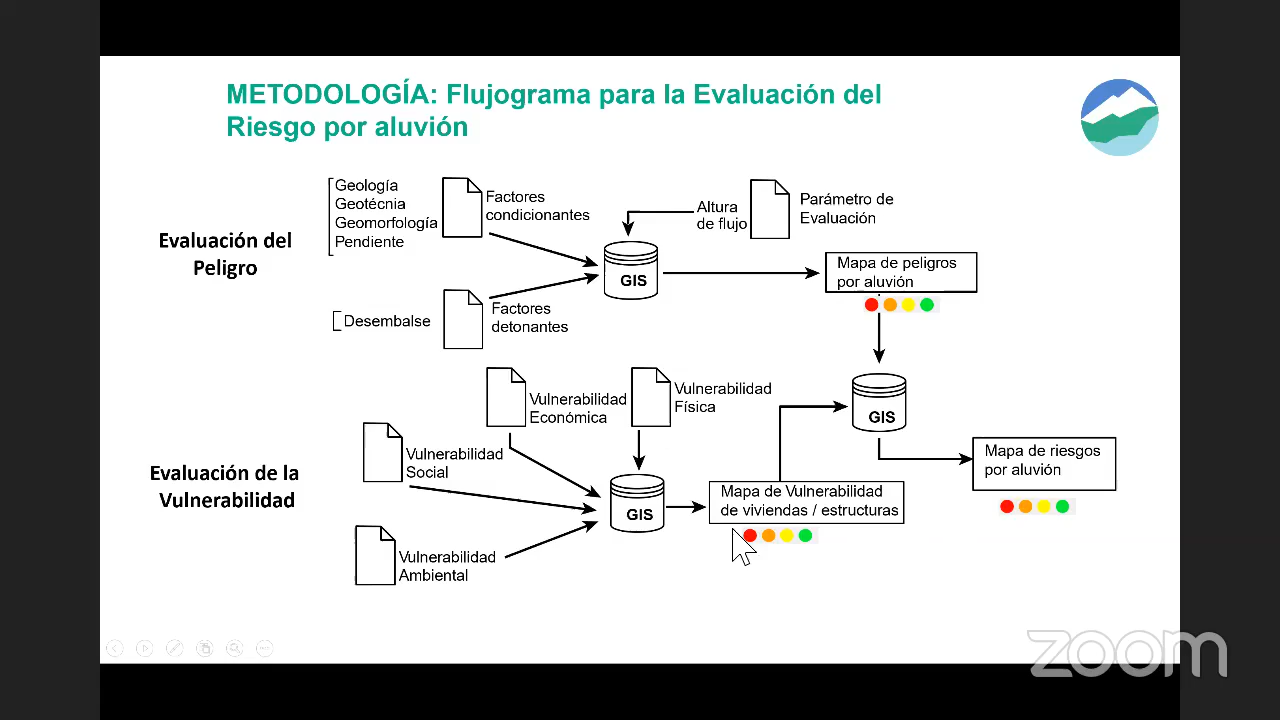 METODOLOGÍA: Flujograma para la Evaluación del
Riesgo por aluvión
Evaluación del
Peligro
Geología
Geotécnia
Geomorfología
Pendiente
Factores
condicionantes
Desembalse
Factores
detonantes
GIS
Altura
de flujo
Parámetro de
Evaluación
Mapa de peligros
por aluvión
Evaluación de la
Vulnerabilidad
Vulnerabilidad
Económica
Vulnerabilidad
Física
Vulnerabilidad
Social
Vulnerabilidad
Ambiental
GIS
Mapa de Vulnerabilidad
de viviendas / estructuras
GIS
Mapa de riesgos
por aluvión
zoom